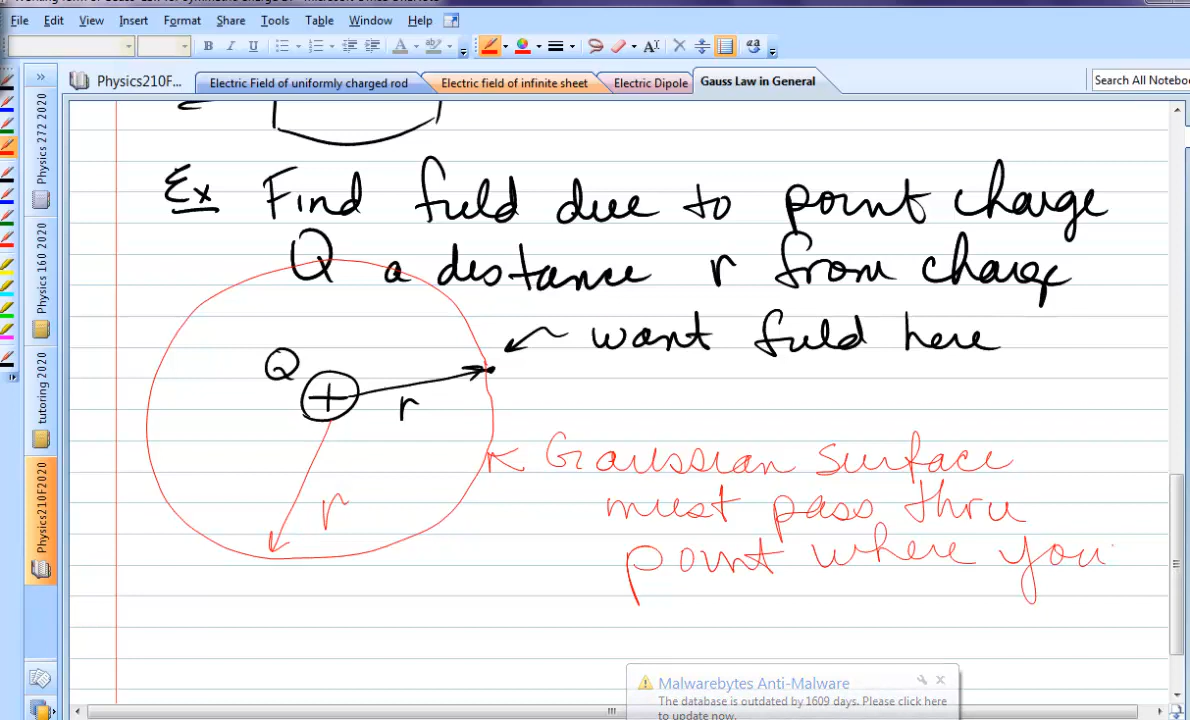 File Edit View Insert Format Share Tools Table Window Help
Physics210F... Electric Field of uniformly charged rod Electric field of infinite sheet Electric Dipole Gauss Law in General Search All Notebo
Physics 272 2020
Physics 160 2020
tutoring 2020
Physics210F2020
Ex Find field due to point charge
Q a distance r from charge
want field here
Q
r
r
Gaussian surface
must pass thru
point where you
Malwarebytes Anti-Malware
The database is outdated by 1609 days. Please click here
to update now.